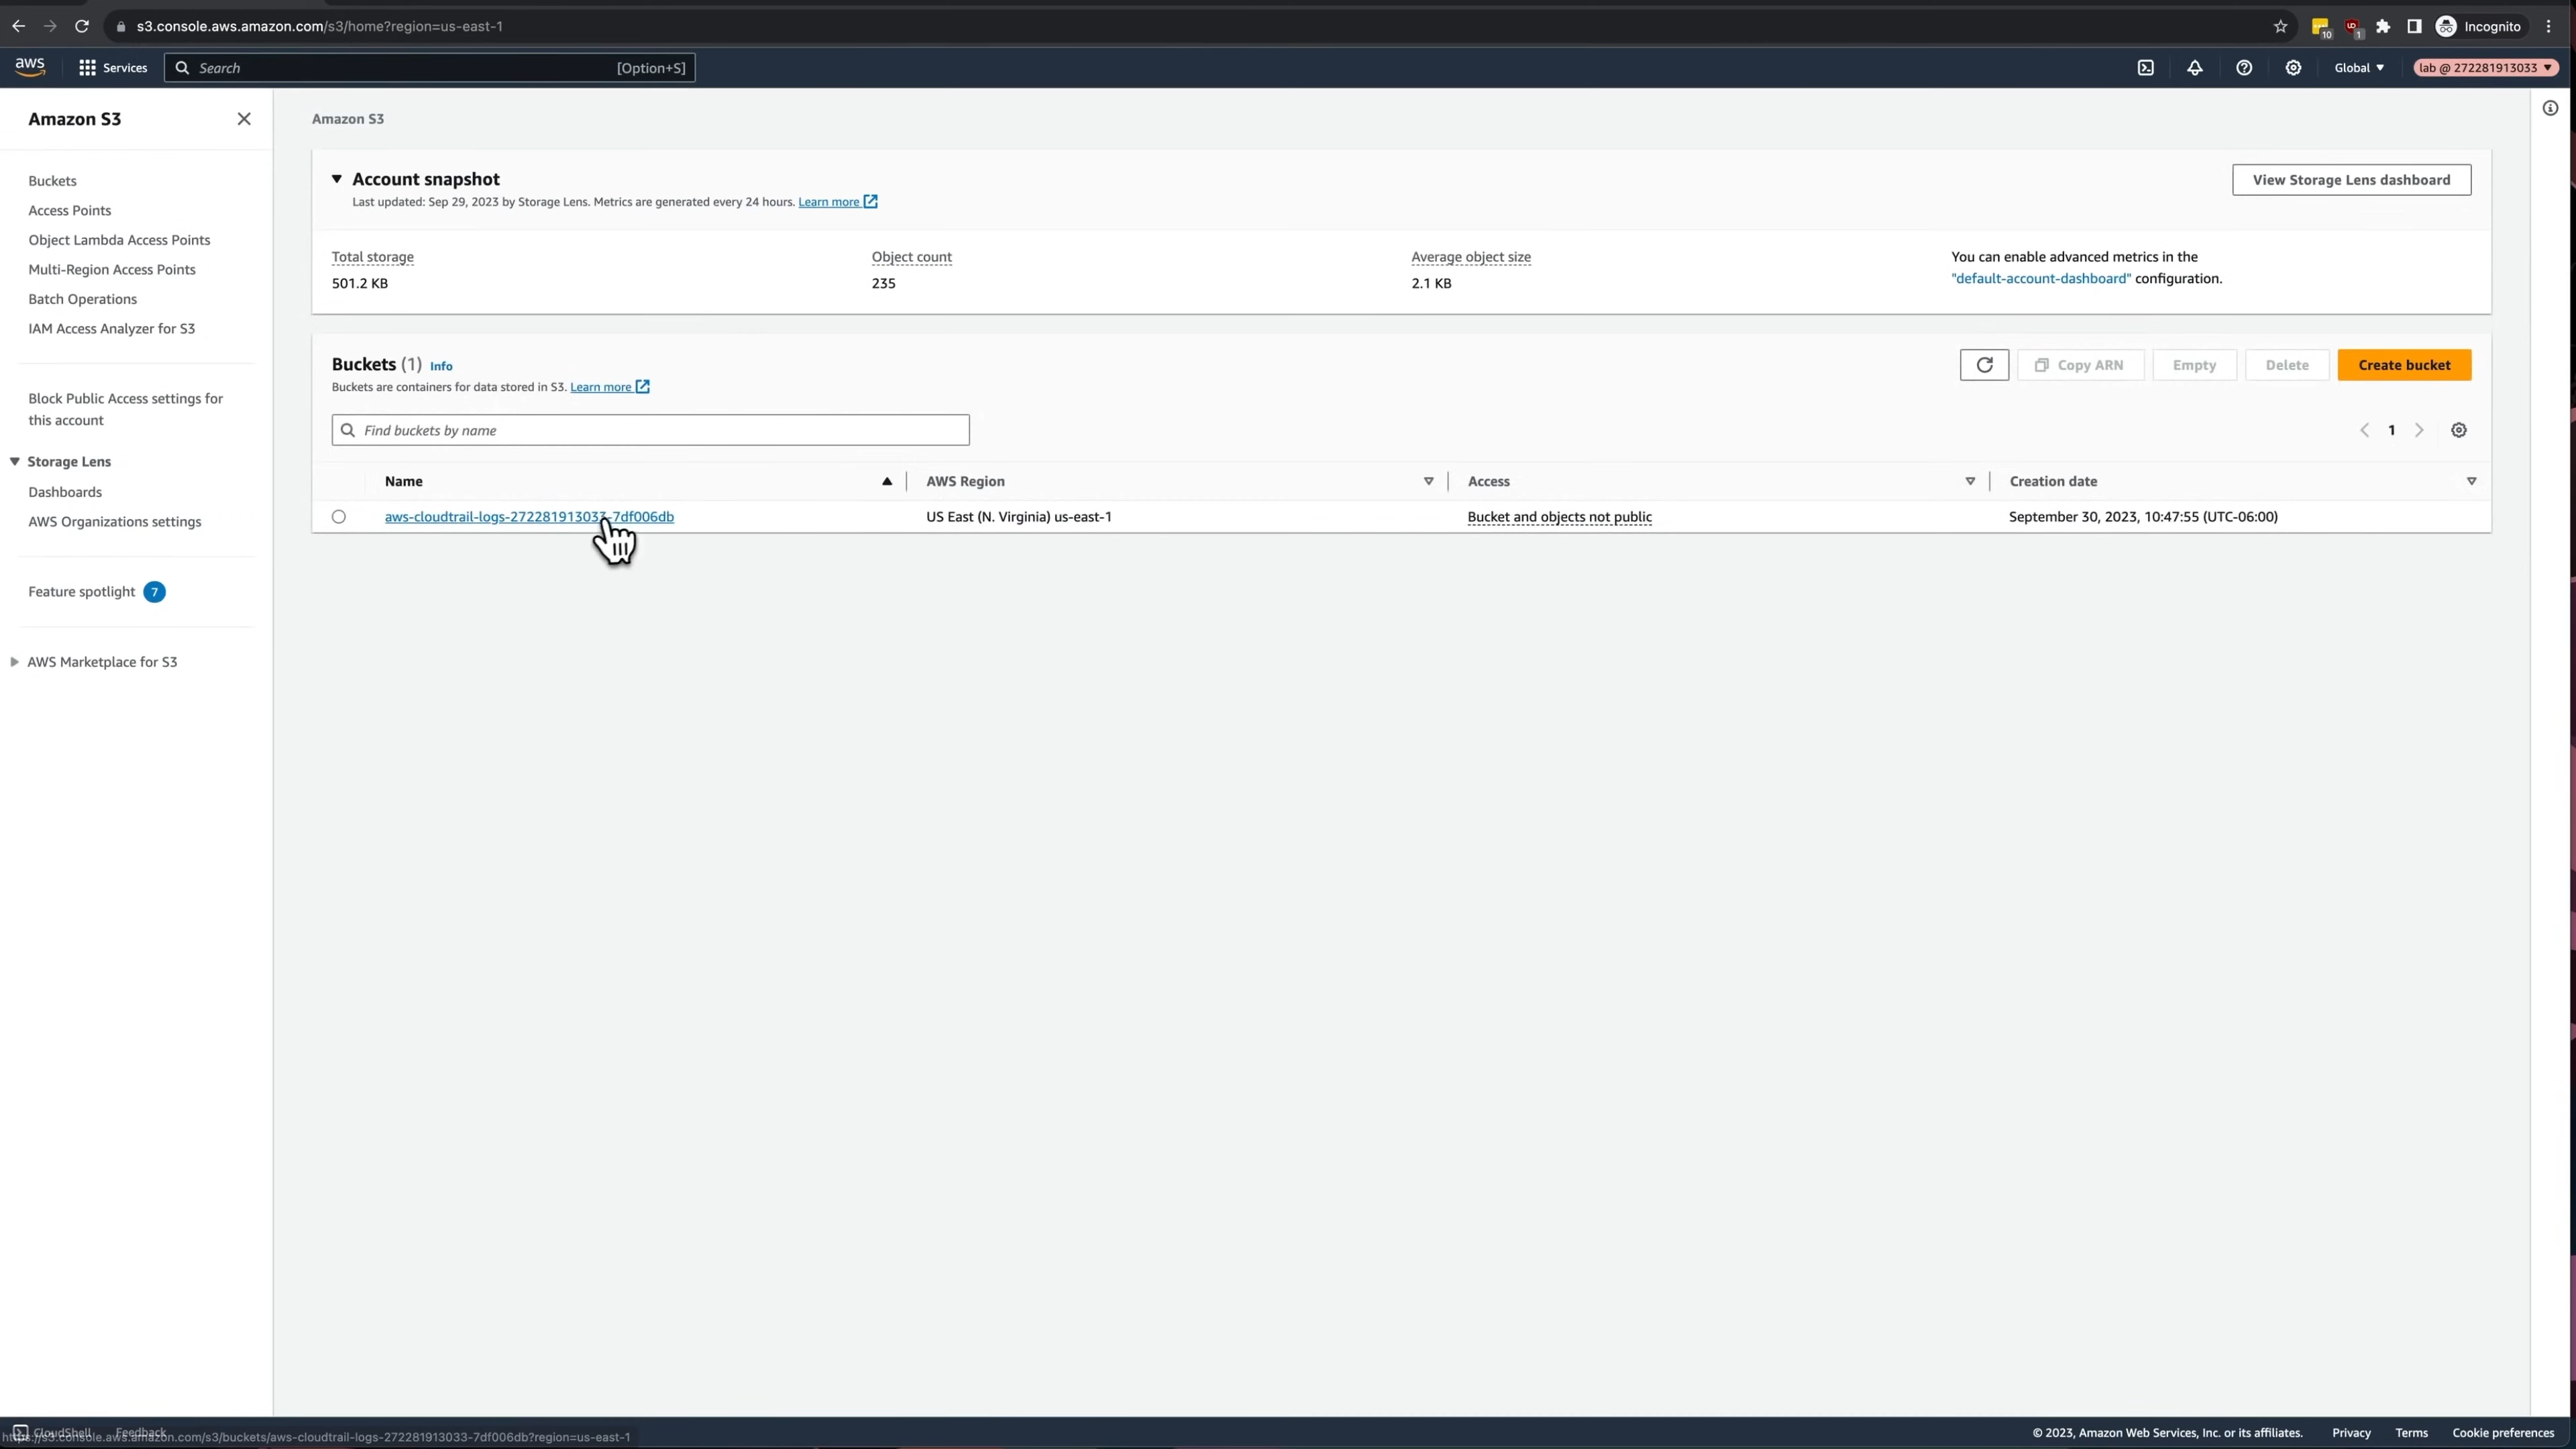 s3.console.aws.amazon.com/s3/home?region=us-east-1
10
1
Incognito
aws
Services
Search
[Option+S]
Global
lab @ 272281913033
Amazon S3
Buckets
Access Points
Object Lambda Access Points
Multi-Region Access Points
Batch Operations
IAM Access Analyzer for S3
Block Public Access settings for
this account
Storage Lens
Dashboards
AWS Organizations settings
Feature spotlight 7
AWS Marketplace for S3
Amazon S3
Account snapshot
Last updated: Sep 29, 2023 by Storage Lens. Metrics are generated every 24 hours. Learn more
View Storage Lens dashboard
Total storage
501.2 KB
Object count
235
Average object size
2.1 KB
You can enable advanced metrics in the
"default-account-dashboard" configuration.
Buckets (1) Info
Buckets are containers for data stored in S3. Learn more
Copy ARN
Empty
Delete
Create bucket
Find buckets by name
1
Name
AWS Region
Access
Creation date
aws-cloudtrail-logs-272281913033-7df006db
US East (N. Virginia) us-east-1
Bucket and objects not public
September 30, 2023, 10:47:55 (UTC-06:00)
CloudShell
Feedback
https://s3.console.aws.amazon.com/s3/buckets/aws-cloudtrail-logs-272281913033-7df006db?region=us-east-1
© 2023, Amazon Web Services, Inc. or its affiliates.
Privacy
Terms
Cookie preferences